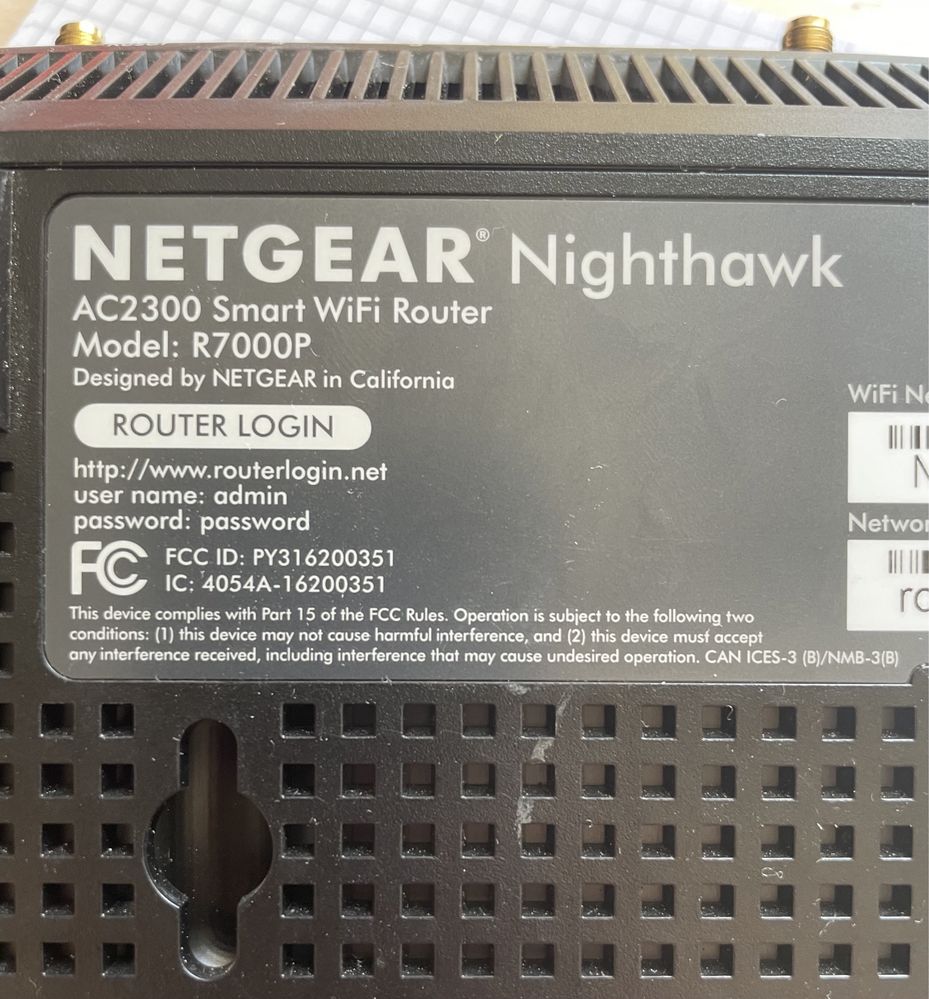 NETGEAR® Nighthawk
AC2300 Smart WiFi Router
Model: R7000P
Designed by NETGEAR in California
ROUTER LOGIN
http://www.routerlogin.net
user name: admin
password: password
FC FCC ID: PY316200351
IC: 4054A-16200351
This device complies with Part 15 of the FCC Rules. Operation is subject to the following two
conditions: (1) this device may not cause harmful interference, and (2) this device must accept
any interference received, including interference that may cause undesired operation. CAN ICES-3 (B)/NMB-3(B)
WiFi